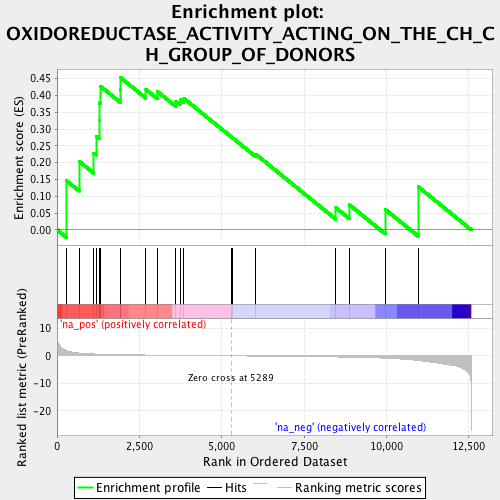 Enrichment plot:
OXIDOREDUCTASE_ACTIVITY_ACTING_ON_THE_CH_C
H_GROUP_OF_DONORS
Enrichment score (ES)
0.45
0.40
0.35
0.30
0.25
0.20
0.15
0.10
0.05
0.00
'na_pos' (positively correlated)
Ranked list metric (PreRanked)
10
5
0
-5
-10
-20
Zero cross at 5289
'na_neg' (negatively correlated)
0
2,500
5,000
7,500
10,000
12,500
Rank in Ordered Dataset
Enrichment profile
Hits
Ranking metric scores